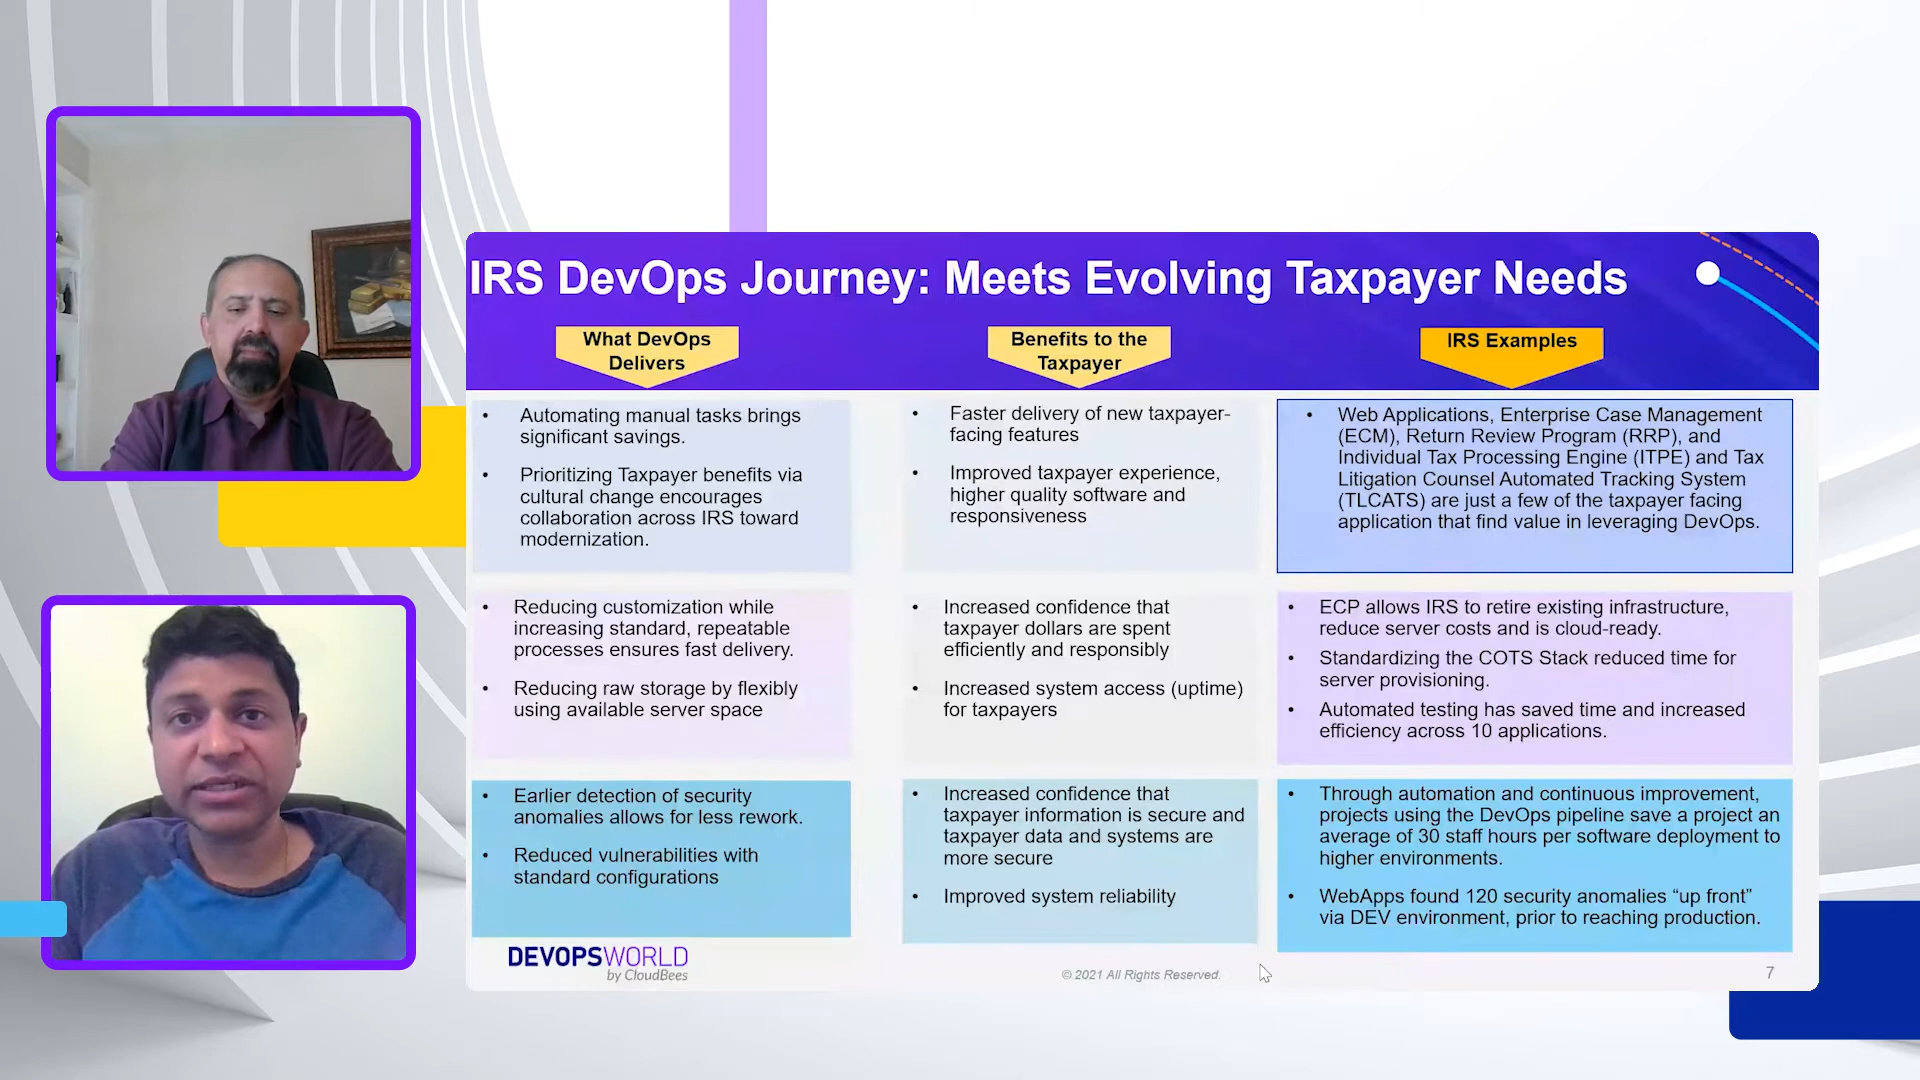 IRS DevOps Journey: Meets Evolving Taxpayer Needs
What DevOps
Delivers
Benefits to the
Taxpayer
IRS Examples
• Automating manual tasks brings
significant savings.
• Prioritizing Taxpayer benefits via
cultural change encourages
collaboration across IRS toward
modernization.
• Faster delivery of new taxpayer-
facing features
• Improved taxpayer experience,
higher quality software and
responsiveness
• Web Applications, Enterprise Case Management
(ECM), Return Review Program (RRP), and
Individual Tax Processing Engine (ITPE) and Tax
Litigation Counsel Automated Tracking System
(TLCATS) are just a few of the taxpayer facing
application that find value in leveraging DevOps.
• Reducing customization while
increasing standard, repeatable
processes ensures fast delivery.
• Reducing raw storage by flexibly
using available server space
• Increased confidence that
taxpayer dollars are spent
efficiently and responsibly
• Increased system access (uptime)
for taxpayers
• ECP allows IRS to retire existing infrastructure,
reduce server costs and is cloud-ready.
• Standardizing the COTS Stack reduced time for
server provisioning.
• Automated testing has saved time and increased
efficiency across 10 applications.
• Earlier detection of security
anomalies allows for less rework.
• Reduced vulnerabilities with
standard configurations
• Increased confidence that
taxpayer information is secure and
taxpayer data and systems are
more secure
• Improved system reliability
• Through automation and continuous improvement,
projects using the DevOps pipeline save a project an
average of 30 staff hours per software deployment to
higher environments.
• WebApps found 120 security anomalies “up front”
via DEV environment, prior to reaching production.
DEVOPSWORLD
by CloudBees
© 2021 All Rights Reserved.
7